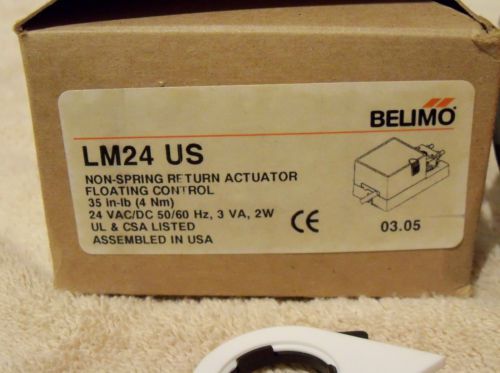 BELIMO
LM24 US
NON-SPRING RETURN ACTUATOR
FLOATING CONTROL
35 in-lb (4 Nm)
24 VAC/DC 50/60 Hz, 3 VA, 2W
UL & CSA LISTED
ASSEMBLED IN USA
CE
03.05